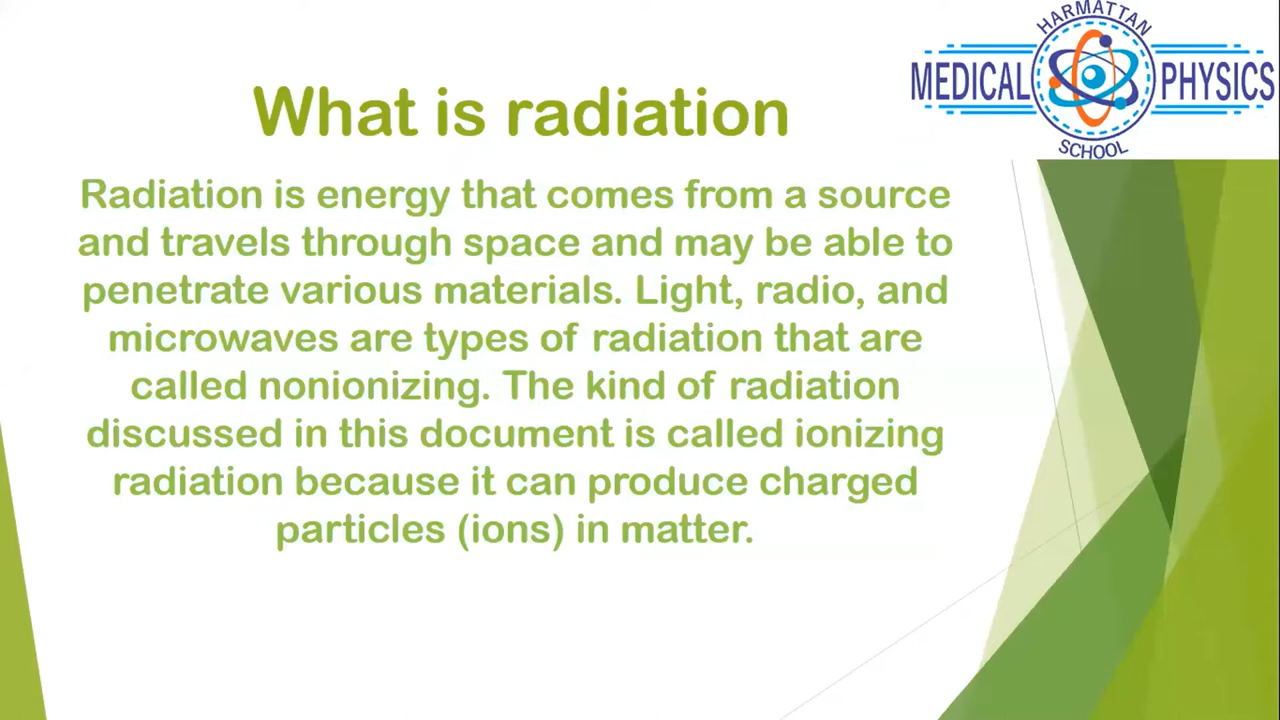 HARMATTAN
MEDICAL PHYSICS
SCHOOL
What is radiation
Radiation is energy that comes from a source
and travels through space and may be able to
penetrate various materials. Light, radio, and
microwaves are types of radiation that are
called nonionizing. The kind of radiation
discussed in this document is called ionizing
radiation because it can produce charged
particles (ions) in matter.